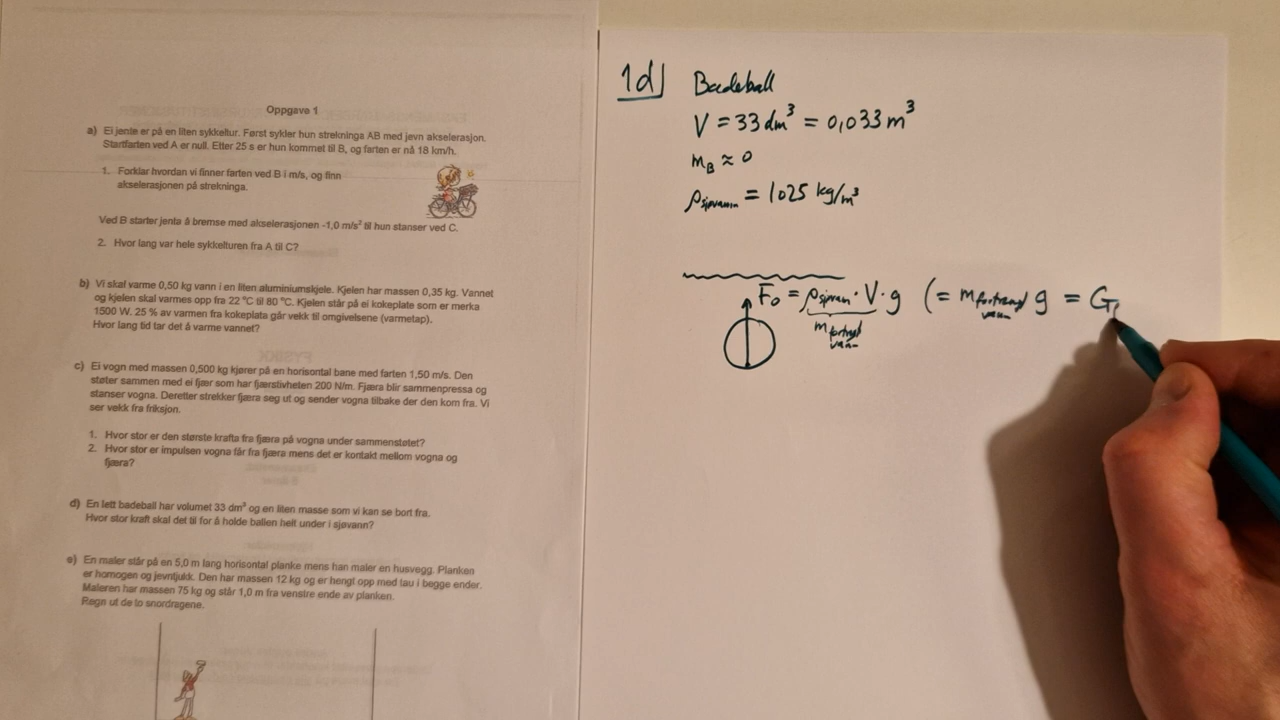 Oppgave 1
a) Ei jente er på en liten sykkeltur. Først sykler hun strekninga AB med jevn akselerasjon.
Startfarten ved A er null. Etter 25 s er hun kommet til B, og farten er nå 18 km/h.
1. Forklar hvordan vi finner farten ved B i m/s, og finn
akselerasjonen på strekninga.
Ved B starter jenta å bremse med akselerasjonen -1,0 m/s² til hun stanser ved C.
2. Hvor lang var hele sykkelturen fra A til C?
b) Vi skal varme 0,50 kg vann i en liten aluminiumskjele. Kjelen har massen 0,35 kg. Vannet
og kjelen skal varmes opp fra 22 °C til 80 °C. Kjelen står på ei kokeplate som er merka
1500 W. 25 % av varmen fra kokeplata går vekk til omgivelsene (varmetap).
Hvor lang tid tar det å varme vannet?
c) Ei vogn med massen 0,500 kg kjører på en horisontal bane med farten 1,50 m/s. Den
støter sammen med ei fjær som har fjærstivheten 200 N/m. Fjæra blir sammenpressa og
stanser vogna. Deretter strekker fjæra seg ut og sender vogna tilbake der den kom fra. Vi
ser vekk fra friksjon.
1. Hvor stor er den største krafta fra fjæra på vogna under sammenstøtet?
2. Hvor stor er impulsen vogna får fra fjæra mens det er kontakt mellom vogna og
fjæra?
d) En lett badeball har volumet 33 dm³ og en liten masse som vi kan se bort fra.
Hvor stor kraft skal det til for å holde ballen helt under i sjøvann?
e) En maler står på en 5,0 m lang horisontal planke mens han maler en husvegg. Planken
er homogen og jevntjukk. Den har massen 12 kg og er hengt opp med tau i begge ender.
Maleren har massen 75 kg og står 1,0 m fra venstre ende av planken.
Regn ut de to snordragene.
1d) Badeball
V = 33 dm³ = 0,033 m³
m_B ≈ 0
ρ_sjøvann = 1025 kg/m³
F_o = ρ_sjøvann · V · g (= m_fortrengt vann g = G
m_fortrengt
vann